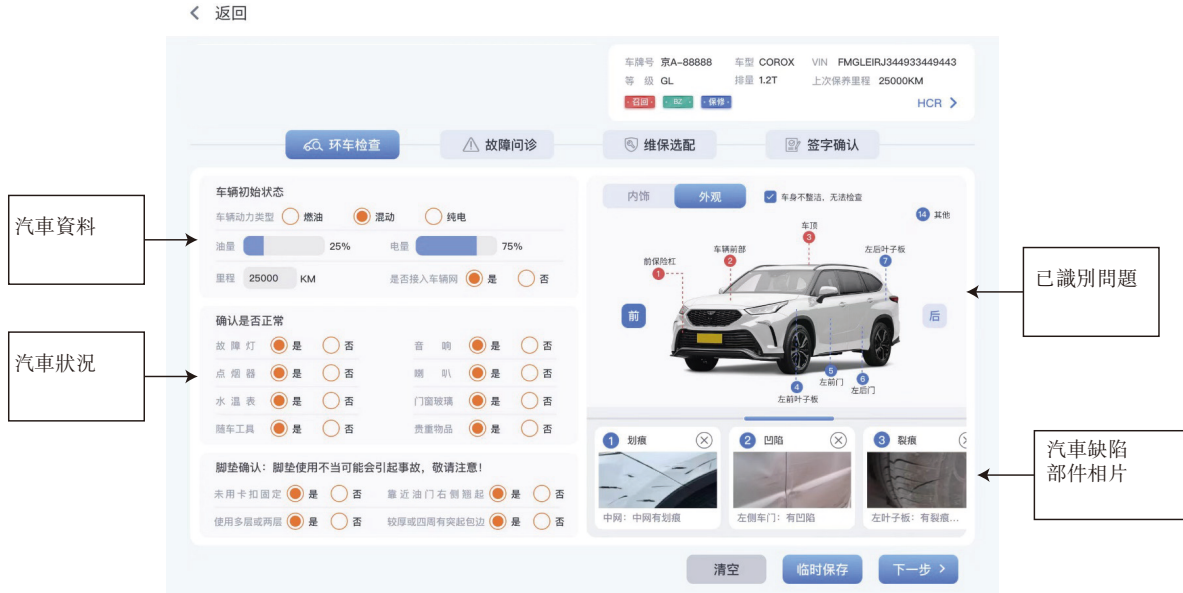 返回
车牌号 京A-88888 车型 COROX VIN FMGLEIRJ344933449443
等 级 GL 排量 1.2T 上次保养里程 25000KM
·召回· ·BZ· ·保修· HCR
环车检查 故障问诊 维保选配 签字确认
汽車資料
车辆初始状态
车辆动力类型 燃油 混动 纯电
油量 25% 电量 75%
里程 25000 KM 是否接入车辆网 是 否
汽車狀況
确认是否正常
故障灯 是 否 音 响 是 否
点烟器 是 否 喇 叭 是 否
水温表 是 否 门窗玻璃 是 否
随车工具 是 否 贵重物品 是 否
脚垫确认：脚垫使用不当可能会引起事故，敬请注意！
未用卡扣固定 是 否 靠近油门右侧翘起 是 否
使用多层或两层 是 否 较厚或四周有突起包边 是 否
内饰 外观 车身不整洁、无法检查
14 其他
车顶
3
车辆前部
2
左后叶子板
7
前保险杠
1
前 后
4
左前叶子板
5
左前门
6
左后门
已識別問題
1 划痕 2 凹陷 3 裂痕
中网：中网有划痕 左侧车门：有凹陷 左叶子板：有裂痕...
汽車缺陷
部件相片
清空 临时保存 下一步